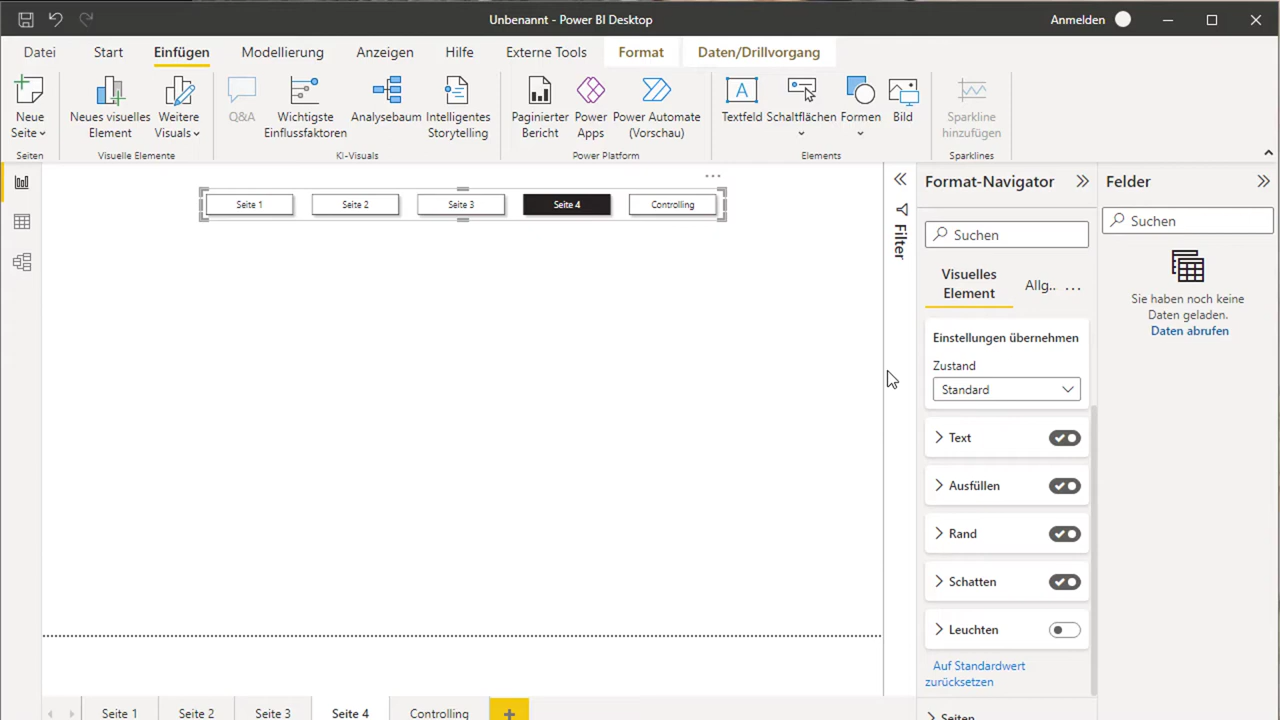 Unbenannt - Power BI Desktop
Anmelden
Datei
Start
Einfügen
Modellierung
Anzeigen
Hilfe
Externe Tools
Format
Daten/Drillvorgang
Neue
Seite
Neues visuelles
Element
Weitere
Visuals
Q&A
Wichtigste
Einflussfaktoren
Analysebaum
Intelligentes
Storytelling
Paginierter
Bericht
Power
Apps
Power Automate
(Vorschau)
Textfeld
Schaltflächen
Formen
Bild
Sparkline
hinzufügen
Seiten
Visuelle Elemente
KI-Visuals
Power Platform
Elements
Sparklines
Seite 1
Seite 2
Seite 3
Seite 4
Controlling
Filter
Format-Navigator
Suchen
Visuelles
Element
Allg..
Einstellungen übernehmen
Zustand
Standard
Text
Ausfüllen
Rand
Schatten
Leuchten
Auf Standardwert
zurücksetzen
Seiten
Felder
Suchen
Sie haben noch keine
Daten geladen.
Daten abrufen
Seite 1
Seite 2
Seite 3
Seite 4
Controlling